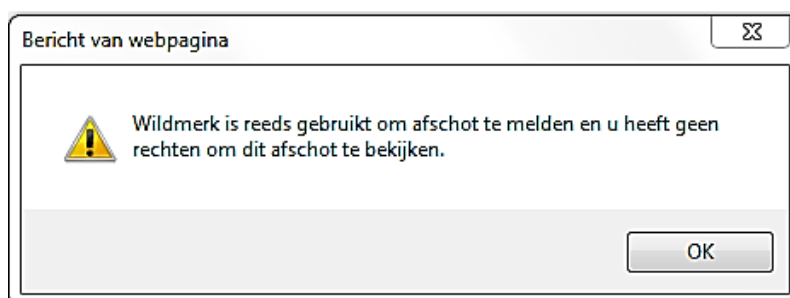 Bericht van webpagina
Wildmerk is reeds gebruikt om afschot te melden en u heeft geen
rechten om dit afschot te bekijken.
OK